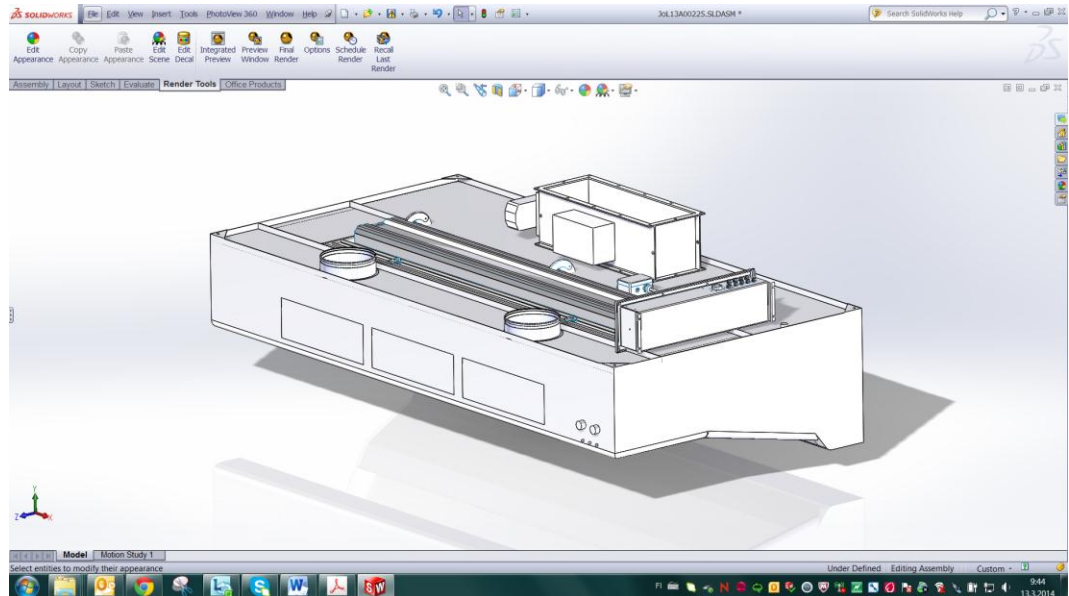 SOLIDWORKS File Edit View Insert Tools PhotoView 360 Window Help JoL13A0022S.SLDASM * Search SolidWorks Help
Edit Appearance
Copy Appearance
Paste Appearance
Edit Scene
Edit Decal
Integrated Preview
Preview Window
Final Render
Options
Schedule Render
Recall Last Render
Assembly Layout Sketch Evaluate Render Tools Office Products
Y
Z X
Model Motion Study 1
Select entities to modify their appearance Under Defined Editing Assembly Custom
FI 9:44
13.3.2014